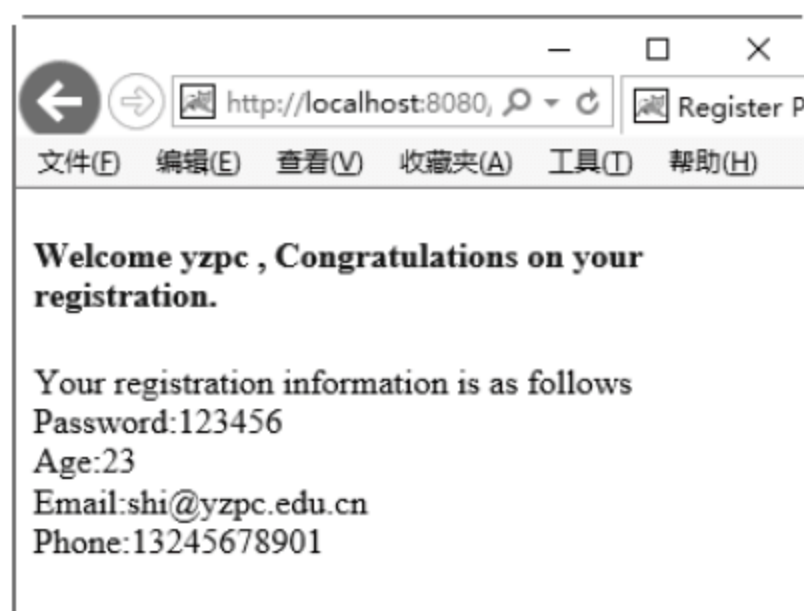 http://localhost:8080/
Register P
文件(F) 编辑(E) 查看(V) 收藏夹(A) 工具(T) 帮助(H)
Welcome yzpc , Congratulations on your
registration.
Your registration information is as follows
Password:123456
Age:23
Email:shi@yzpc.edu.cn
Phone:13245678901